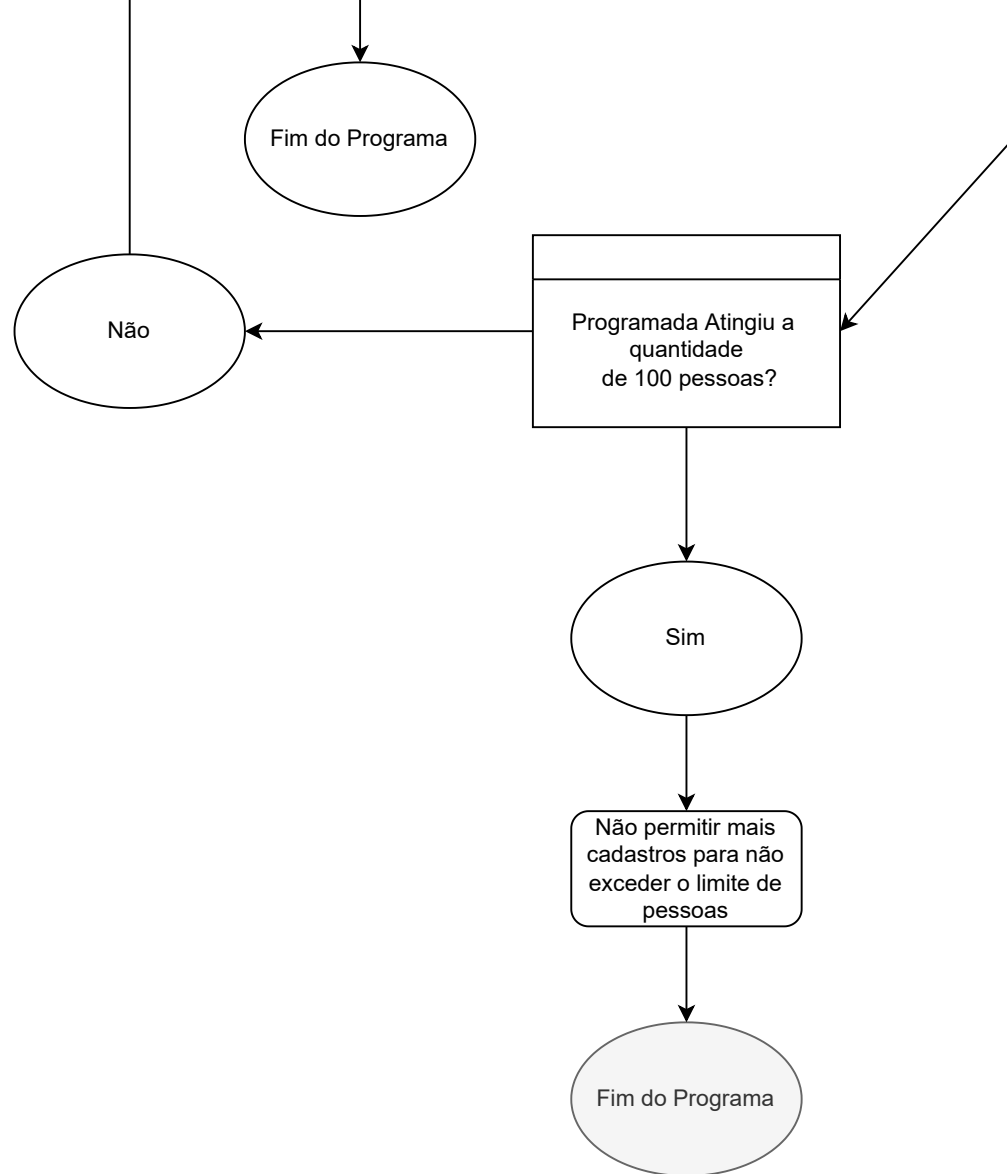 Fim do Programa
Não
Programada Atingiu a
quantidade
de 100 pessoas?
Sim
Não permitir mais
cadastros para não
exceder o limite de
pessoas
Fim do Programa